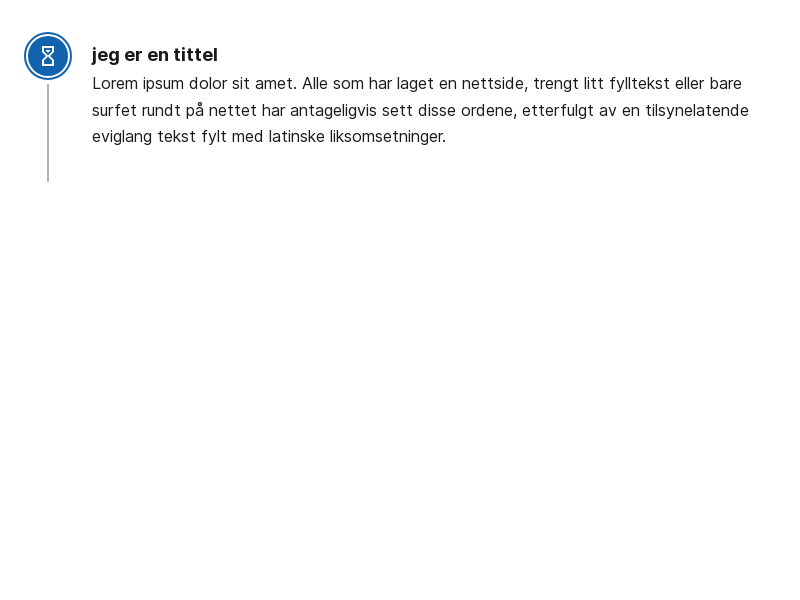 jeg er en tittel
Lorem ipsum dolor sit amet. Alle som har laget en nettside, trengt litt fylltekst eller bare
surfet rundt på nettet har antageligvis sett disse ordene, etterfulgt av en tilsynelatende
eviglang tekst fylt med latinske liksomsetninger.